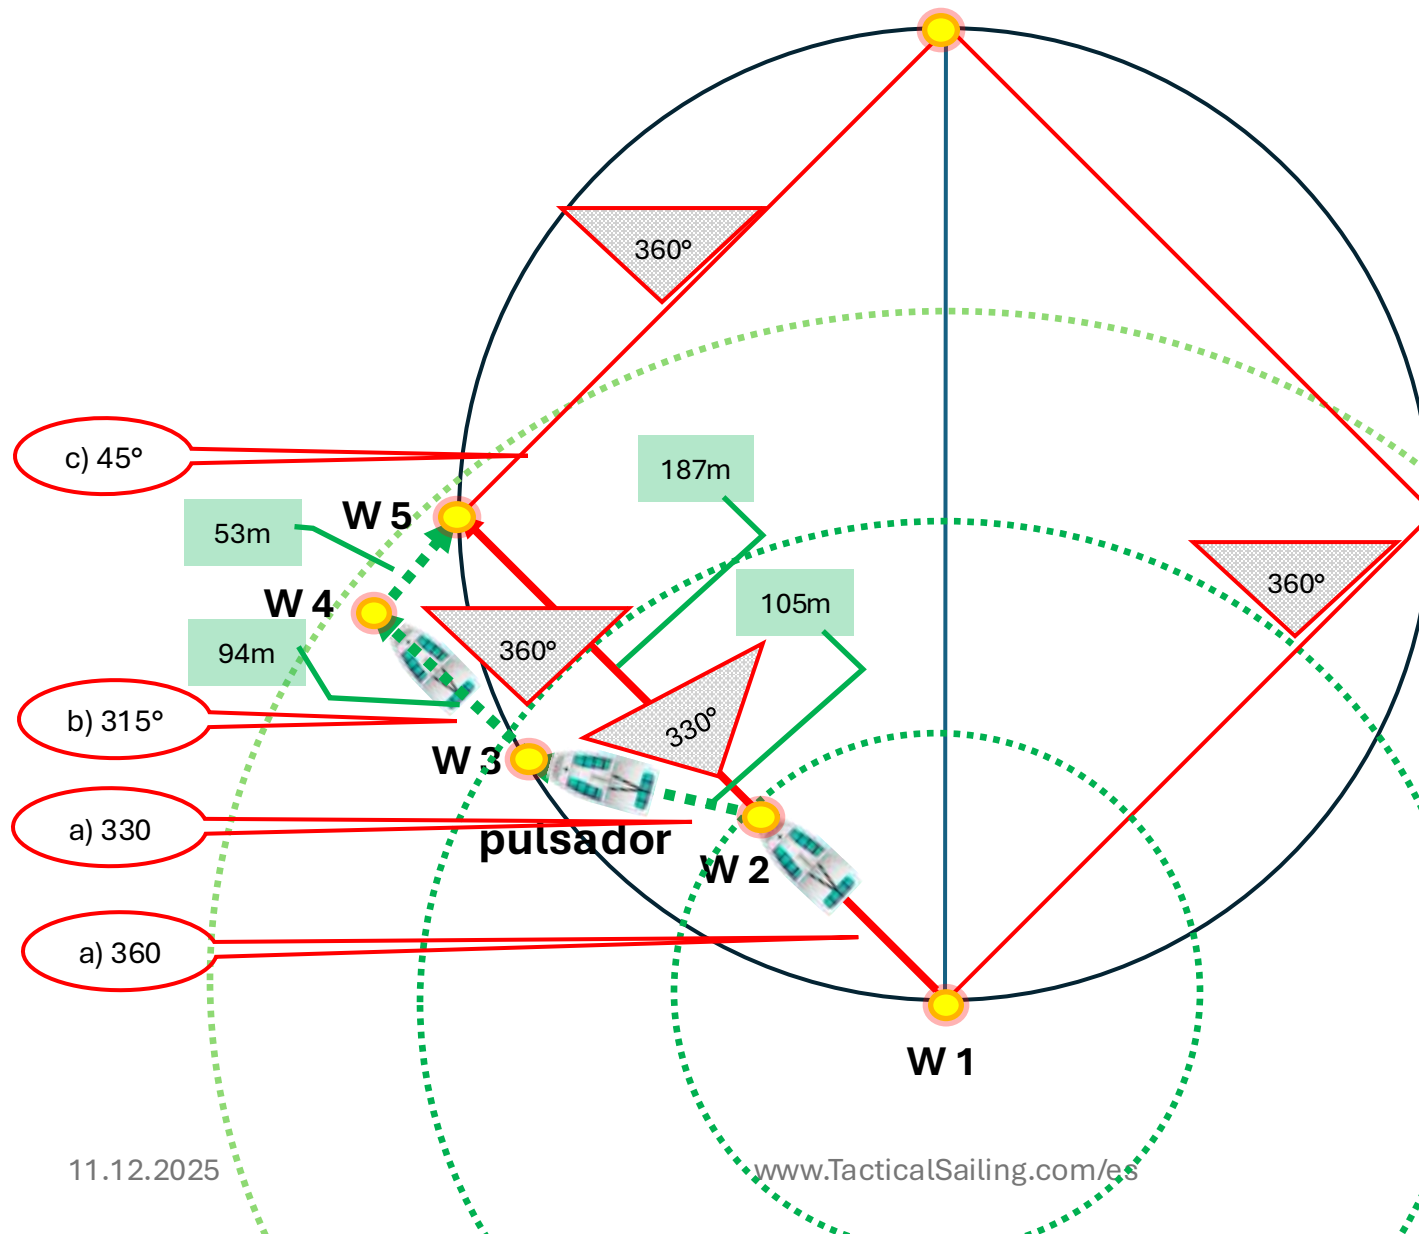 360°
c) 45°
187m
W 5
53m
W 4
105m
360°
94m
360°
b) 315°
330°
W 3
a) 330
pulsador
W 2
a) 360
W 1
11.12.2025
www.TacticalSailing.com/es